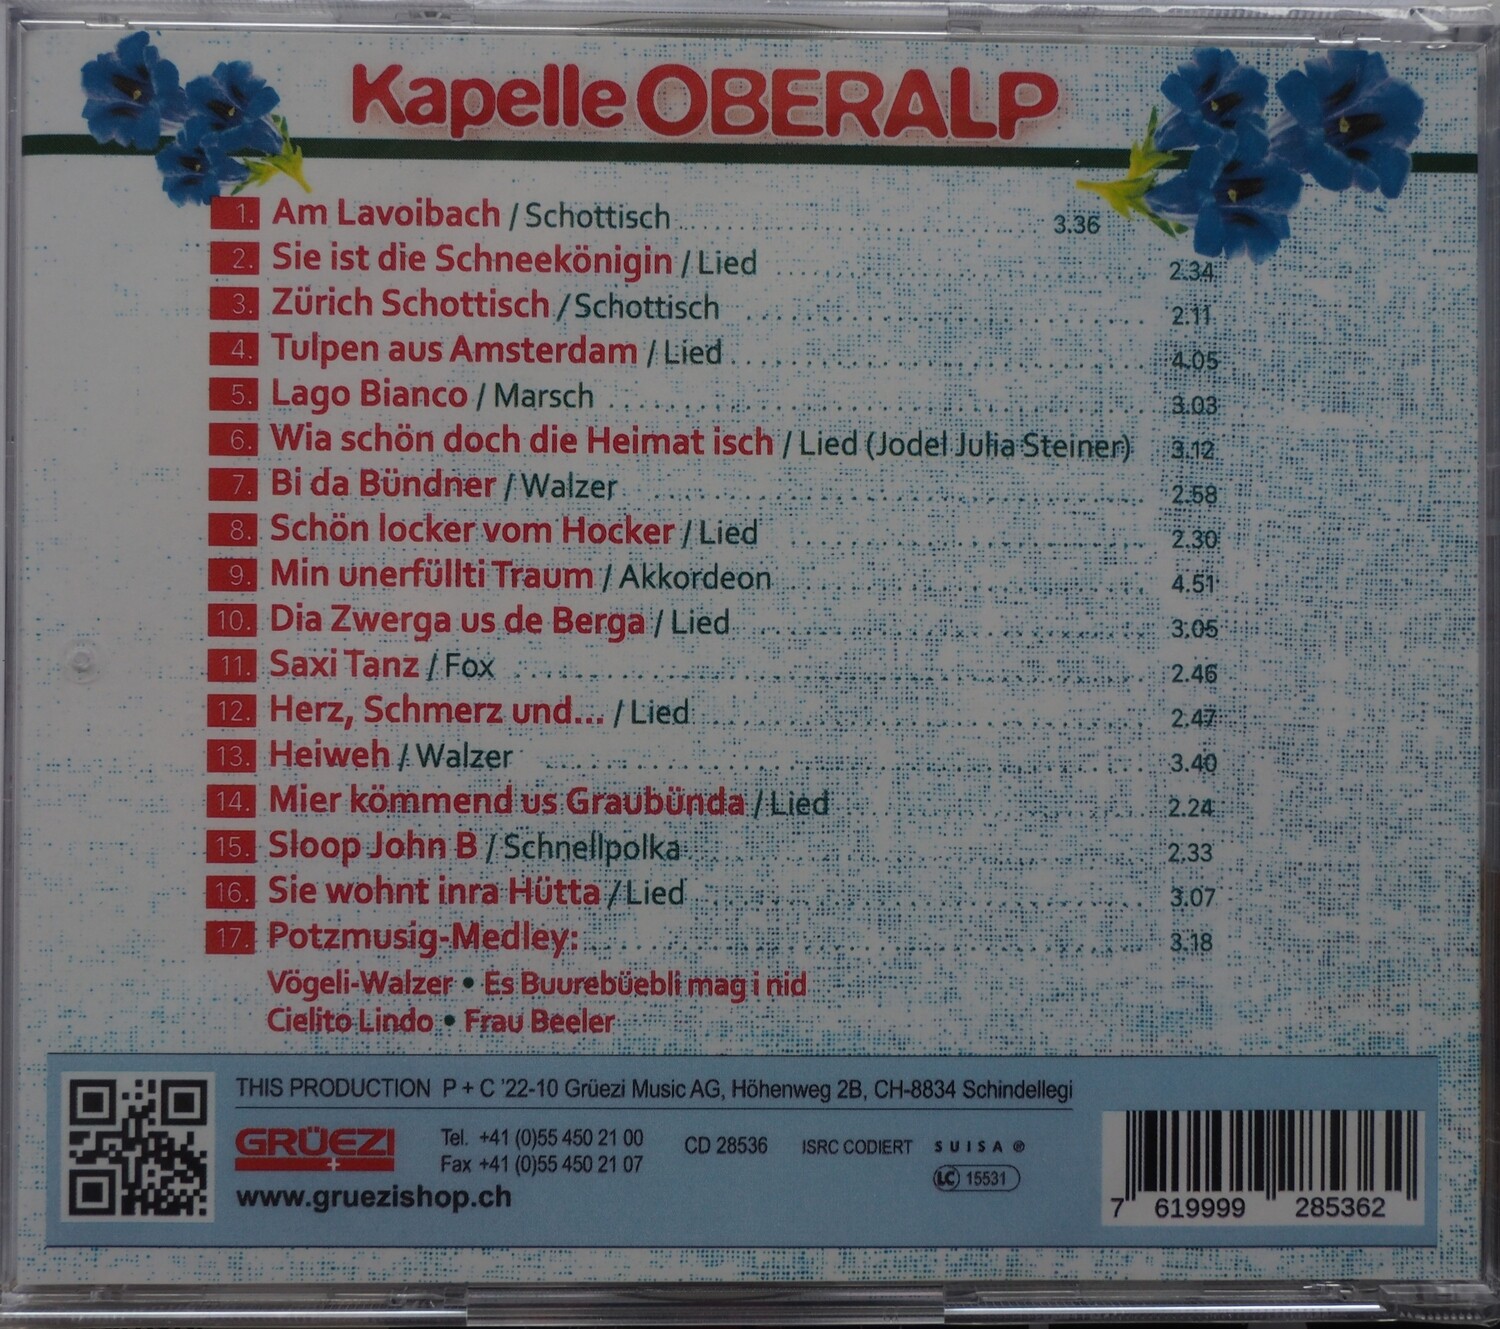 Kapelle OBERALP
1. Am Lavoibach / Schottisch 3.36
2. Sie ist die Schneekönigin / Lied 2.34
3. Zürich Schottisch / Schottisch 2.11
4. Tulpen aus Amsterdam / Lied 4.05
5. Lago Bianco / Marsch 3.03
6. Wia schön doch die Heimat isch / Lied (Jodel Julia Steiner) 3.12
7. Bi da Bündner / Walzer 2.58
8. Schön locker vom Hocker / Lied 2.30
9. Min unerfüllti Traum / Akkordeon 4.51
10. Dia Zwerga us de Berga / Lied 3.05
11. Saxi Tanz / Fox 2.46
12. Herz, Schmerz und... / Lied 2.47
13. Heiweh / Walzer 3.40
14. Mier kömmend us Graubünda / Lied 2.24
15. Sloop John B / Schnellpolka 2.33
16. Sie wohnt inra Hütta / Lied 3.07
17. Potzmusig-Medley: 3.18
Vögeli-Walzer • Es Buurebüebli mag i nid
Cielito Lindo • Frau Beeler
THIS PRODUCTION P + C '22-10 Grüezi Music AG, Höhenweg 2B, CH-8834 Schindellegi
GRÜEZI
Tel. +41 (0)55 450 21 00
Fax +41 (0)55 450 21 07
www.gruezishop.ch
CD 28536 ISRC CODIERT SUISA ®
LC 15531
7 619999 285362